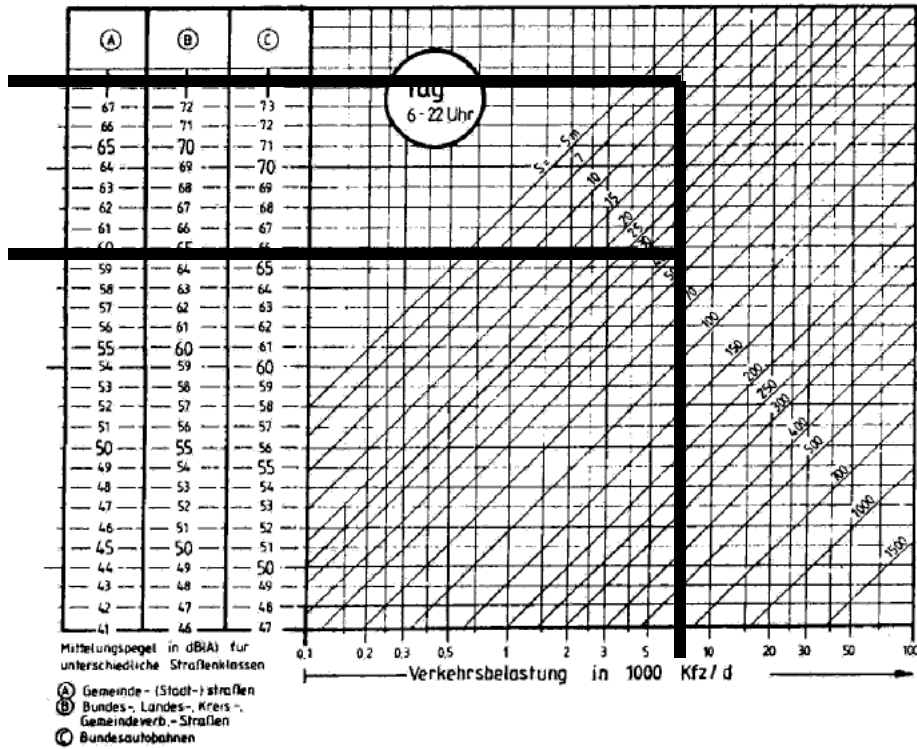 A B C
Tag
6-22 Uhr
67 72 73
66 71 72
65 70 71
64 69 70
63 68 69
62 67 68
61 66 67
60 65 66
59 64 65
58 63 64
57 62 63
56 61 62
55 60 61
54 59 60
53 58 59
52 57 58
51 56 57
50 55 56
49 54 55
48 53 54
47 52 53
46 51 52
45 50 51
44 49 50
43 48 49
42 47 48
41 46 47
S = 5m
7
10
15
20
25
50
70
100
150
200
250
300
400
500
700
1000
1500
0,1 0,2 0,3 0,5 1 2 3 5 10 20 30 50 100
Verkehrsbelastung in 1000 Kfz/d
Mittelungspegel in dB(A) für
unterschiedliche Straßenklassen
A Gemeinde-(Stadt-)straßen
B Bundes-, Landes-, Kreis-,
Gemeindeverb.-Straßen
C Bundesautobahnen